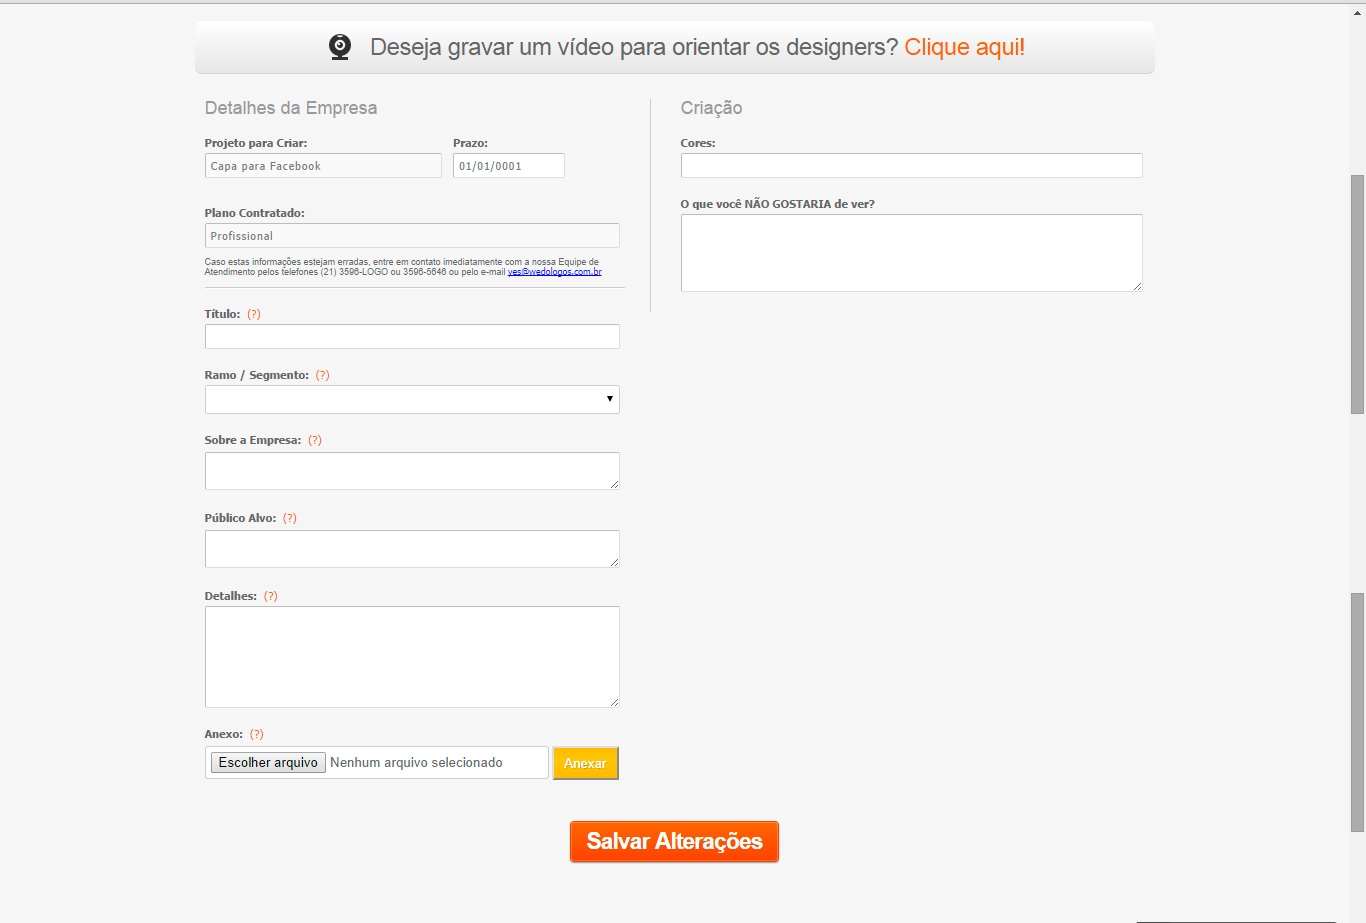 Deseja gravar um vídeo para orientar os designers? Clique aqui!
Detalhes da Empresa
Projeto para Criar:
Prazo:
Capa para Facebook
01/01/0001
Plano Contratado:
Profissional
Caso estas informações estejam erradas, entre em contato imediatamente com a nossa Equipe de
Atendimento pelos telefones (21) 3596-LOGO ou 3596-5646 ou pelo e-mail yes@wedologos.com.br
Título: (?)
Ramo / Segmento: (?)
Sobre a Empresa: (?)
Público Alvo: (?)
Detalhes: (?)
Anexo: (?)
Escolher arquivo Nenhum arquivo selecionado
Anexar
Criação
Cores:
O que você NÃO GOSTARIA de ver?
Salvar Alterações